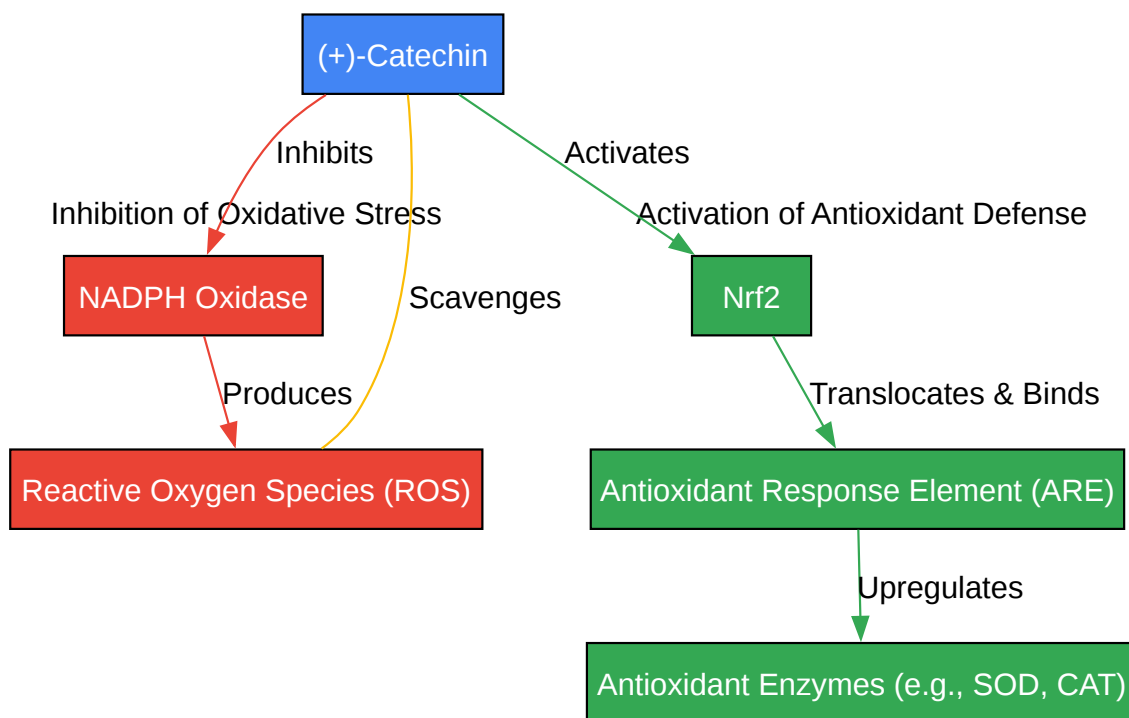 (+)-Catechin
Inhibits
Activates
Inhibition of Oxidative Stress
Activation of Antioxidant Defense
NADPH Oxidase
Scavenges
Nrf2
Produces
Translocates & Binds
Reactive Oxygen Species (ROS)
Antioxidant Response Element (ARE)
Upregulates
Antioxidant Enzymes (e.g., SOD, CAT)